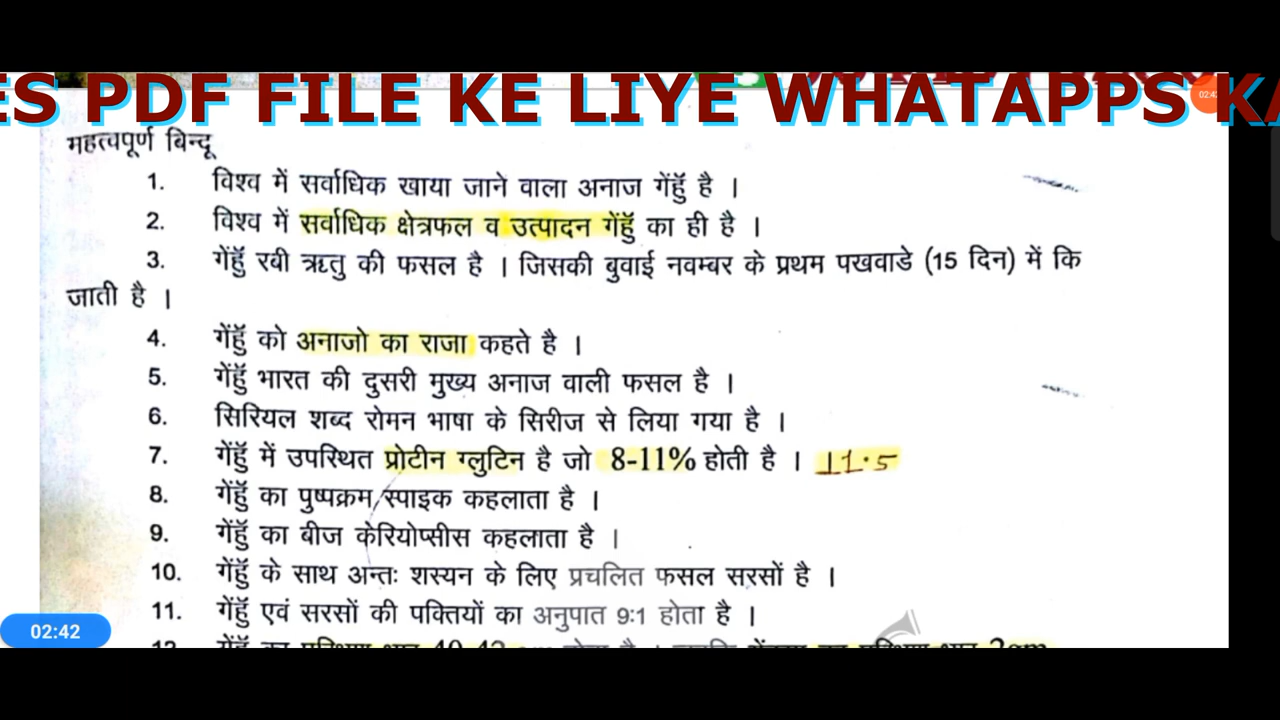 ES PDF FILE KE LIYE WHATAPPS KA
02:42
महत्वपूर्ण बिन्दू
1. विश्व में सर्वाधिक खाया जाने वाला अनाज गेंहुँ है ।
2. विश्व में सर्वाधिक क्षेत्रफल व उत्पादन गेंहुँ का ही है ।
3. गेंहुँ रबी ऋतु की फसल है । जिसकी बुवाई नवम्बर के प्रथम पखवाडे (15 दिन) में कि
जाती है ।
4. गेंहुँ को अनाजो का राजा कहते है ।
5. गेंहुँ भारत की दुसरी मुख्य अनाज वाली फसल है ।
6. सिरियल शब्द रोमन भाषा के सिरीज से लिया गया है ।
7. गेंहुँ में उपस्थित प्रोटीन ग्लुटिन है जो 8-11% होती है । 11.5
8. गेंहुँ का पुष्पक्रम स्पाइक कहलाता है ।
9. गेंहुँ का बीज केरियोप्सीस कहलाता है ।
10. गेंहुँ के साथ अन्तः शस्यन के लिए प्रचलित फसल सरसों है ।
11. गेंहुँ एवं सरसों की पक्तियों का अनुपात 9:1 होता है ।
02:42